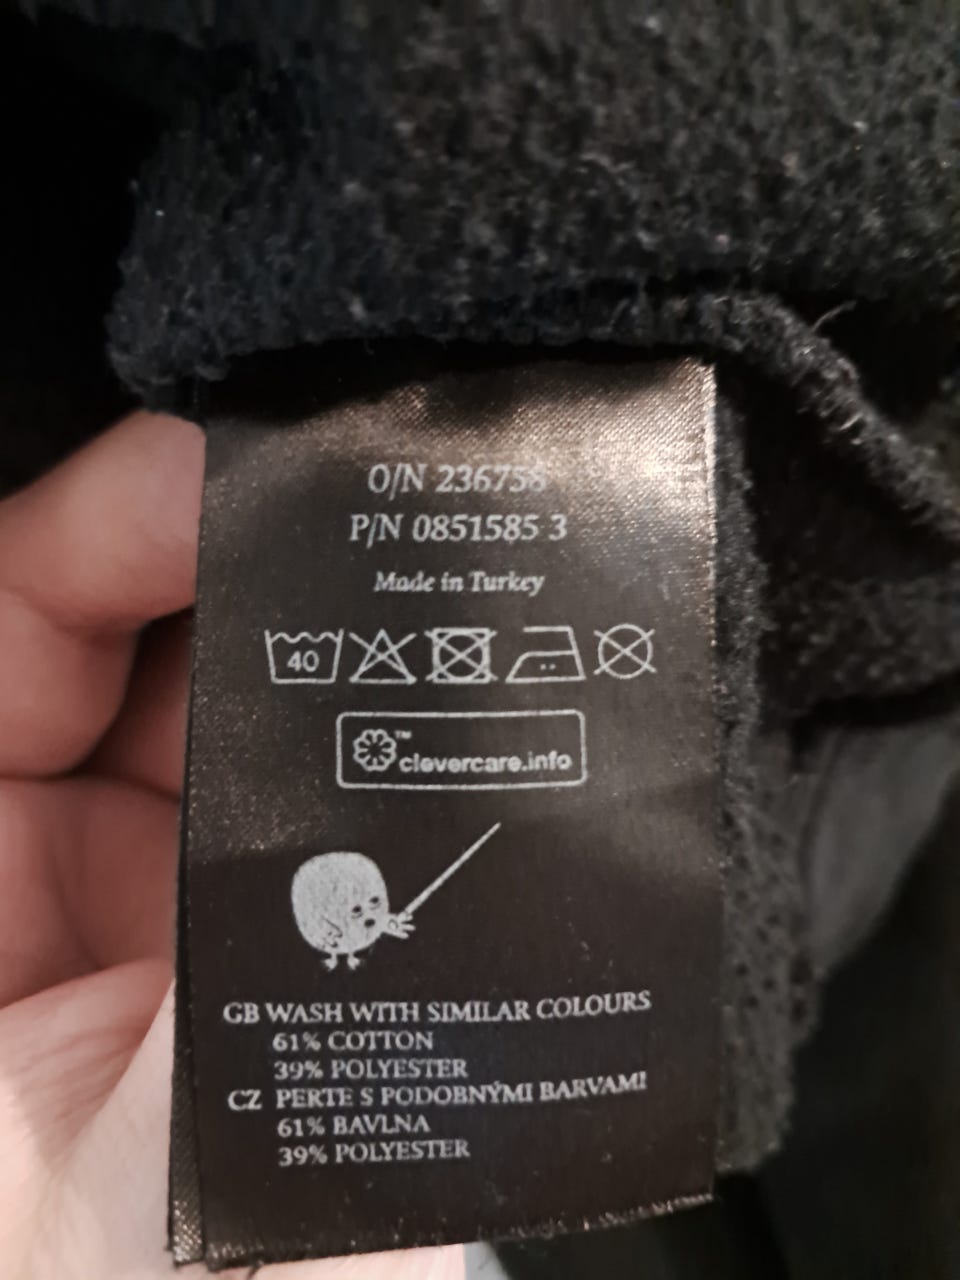 O/N 236758
P/N 0851585 3
Made in Turkey
40
clevercare.info™
GB WASH WITH SIMILAR COLOURS
61% COTTON
39% POLYESTER
CZ PERTE S PODOBNÝMI BARVAMI
61% BAVLNA
39% POLYESTER